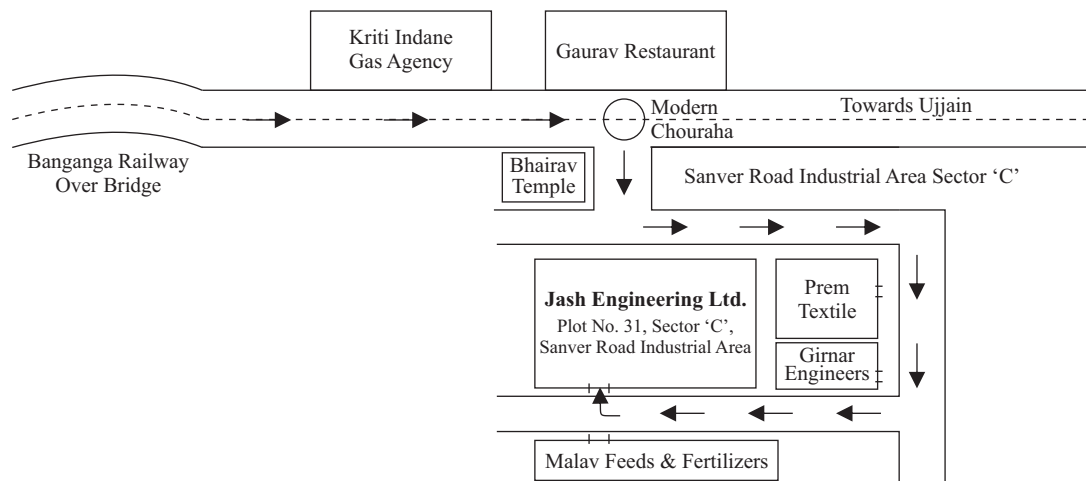 Kriti Indane
Gas Agency
Gaurav Restaurant
Modern
Chouraha
Towards Ujjain
Banganga Railway
Over Bridge
Bhairav
Temple
Sanver Road Industrial Area Sector ‘C’
Jash Engineering Ltd.
Plot No. 31, Sector ‘C’,
Sanver Road Industrial Area
Prem
Textile
Girnar
Engineers
Malav Feeds & Fertilizers